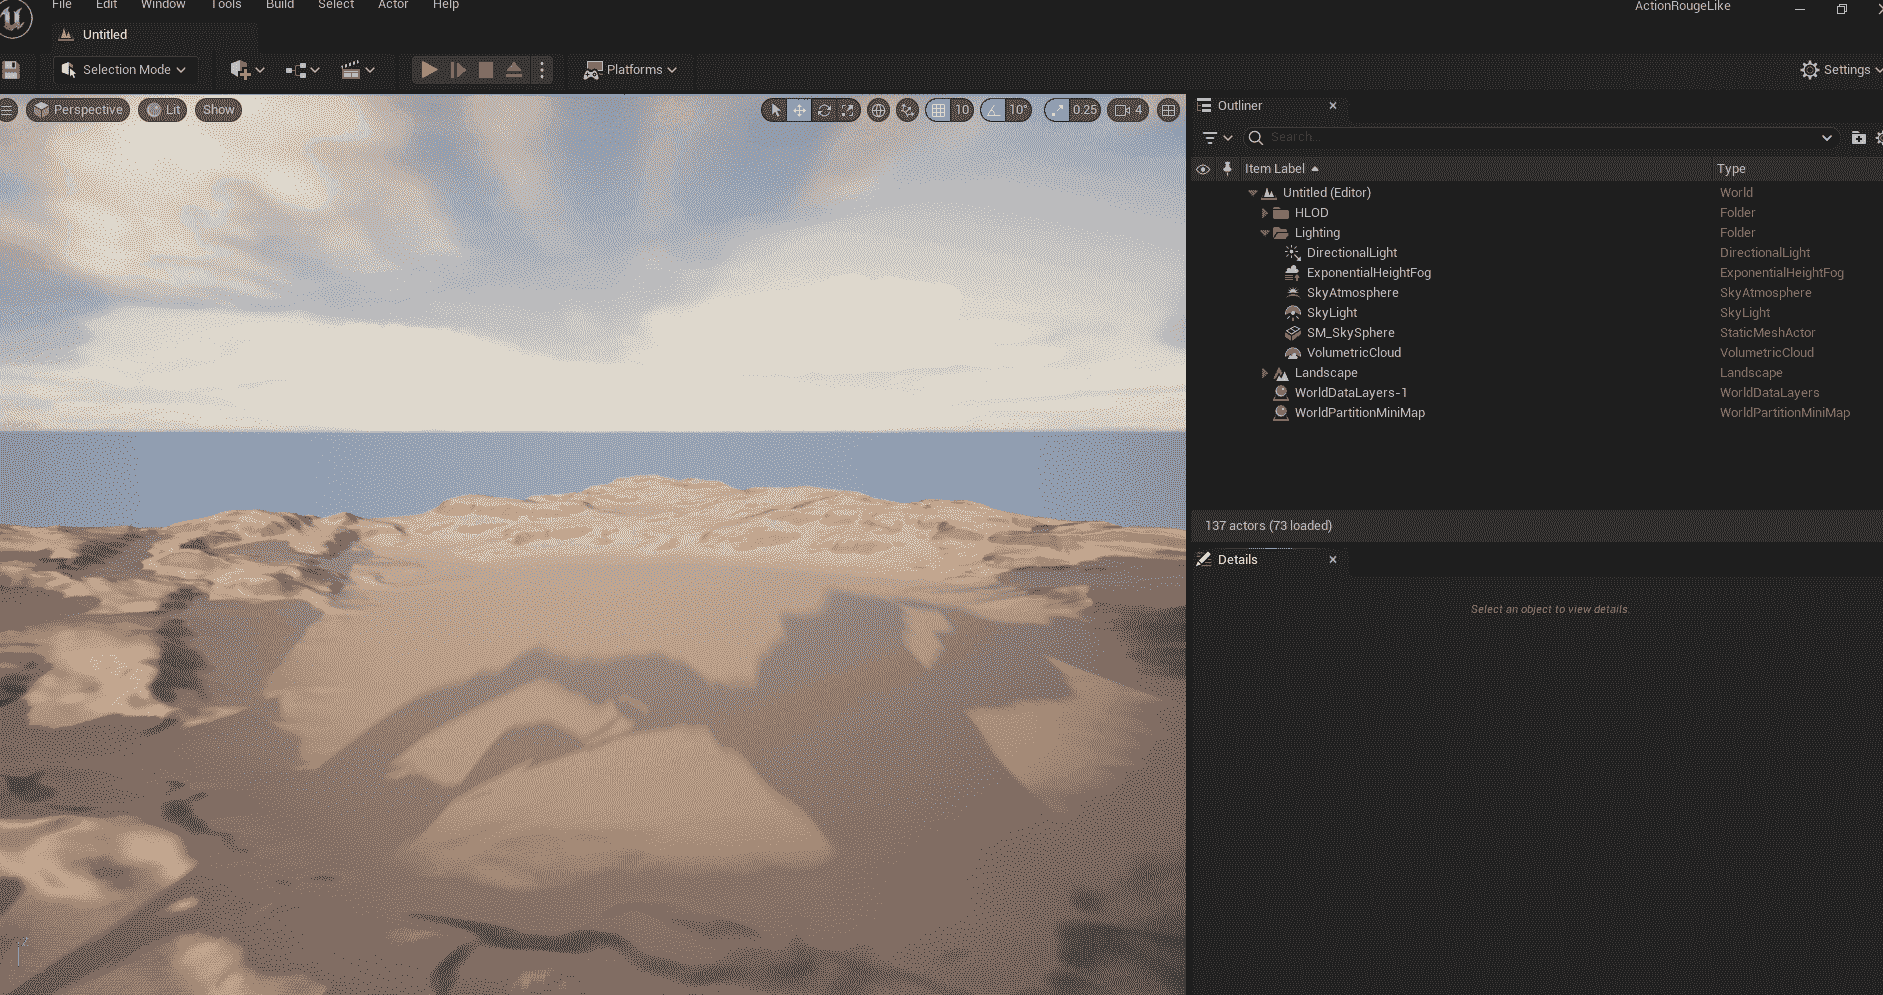 File Edit Window Tools Build Select Actor Help ActionRougeLike
Untitled
Selection Mode Platforms Settings
Perspective Lit Show 10 10° 0.25 4
Outliner
Search...
Item Label Type
Untitled (Editor) World
HLOD Folder
Lighting Folder
DirectionalLight DirectionalLight
ExponentialHeightFog ExponentialHeightFog
SkyAtmosphere SkyAtmosphere
SkyLight SkyLight
SM_SkySphere StaticMeshActor
VolumetricCloud VolumetricCloud
Landscape Landscape
WorldDataLayers-1 WorldDataLayers
WorldPartitionMiniMap WorldPartitionMiniMap
137 actors (73 loaded)
Details
Select an object to view details.